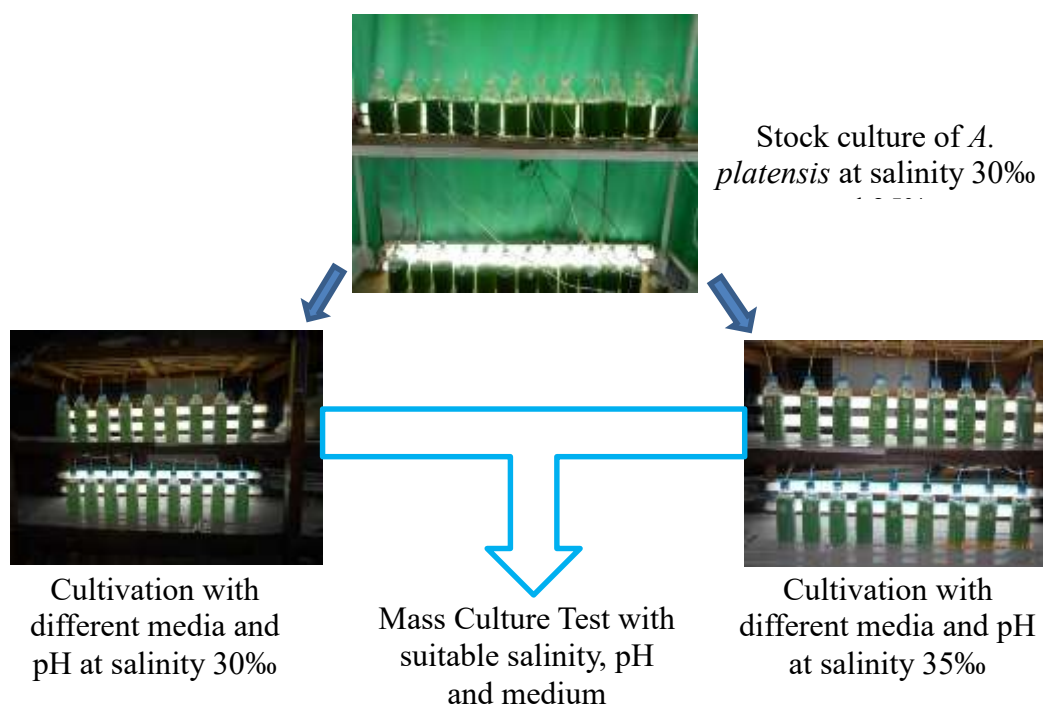 Stock culture of A.
platensis at salinity 30‰
Cultivation with
different media and
pH at salinity 30‰
Mass Culture Test with
suitable salinity, pH
and medium
Cultivation with
different media and pH
at salinity 35‰